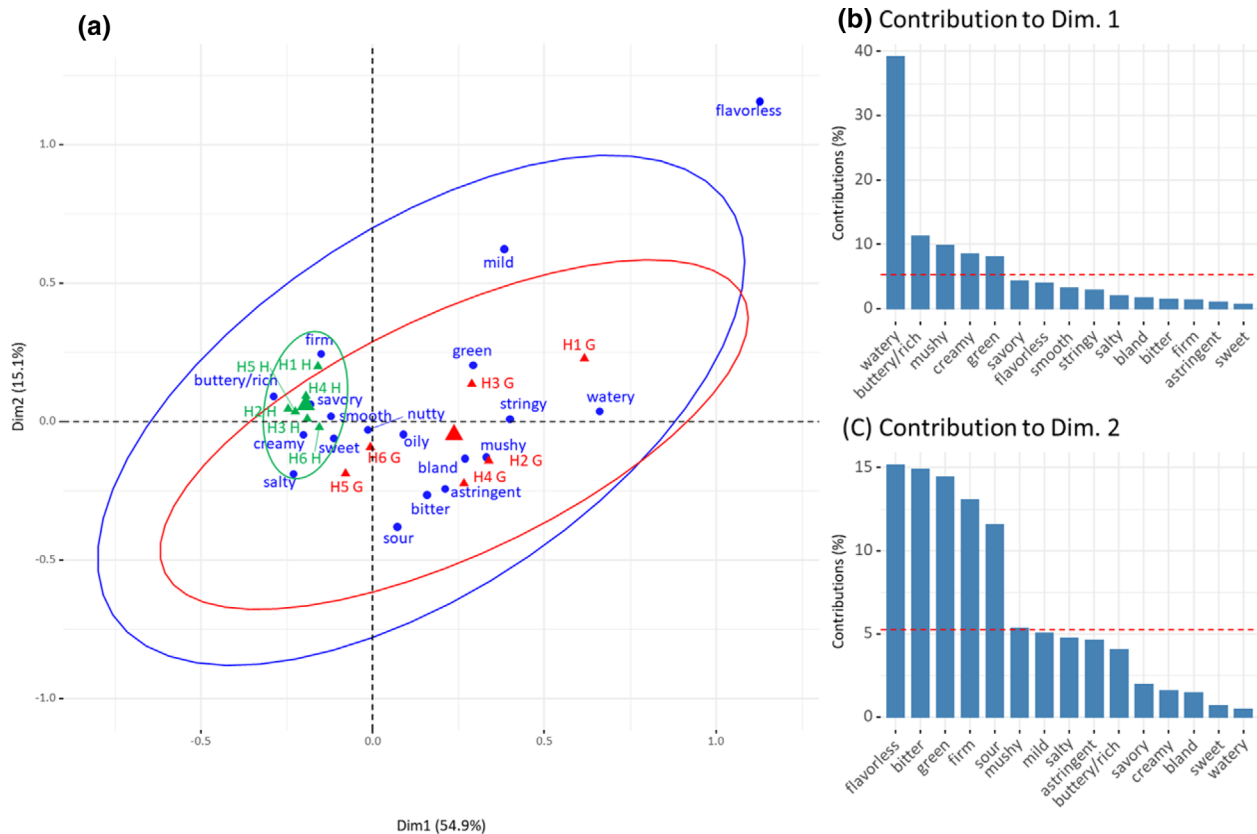 (a)
Dim2 (15.1%)
1.0
0.5
0.0
-0.5
-1.0
flavorless
mild
firm
H5 H
H1 H
green
H1 G
buttery/rich
H4 H
H3 G
savory
stringy
watery
H2 H
smooth
nutty
H3 H
creamy
sweet
oily
mushy
H6 H
H6 G
bland
H2 G
salty
H5 G
H4 G
astringent
bitter
sour
-0.5
0.0
0.5
1.0
Dim1 (54.9%)
(b) Contribution to Dim. 1
Contributions (%)
40
30
20
10
0
watery
buttery/rich
mushy
creamy
green
savory
flavorless
smooth
stringy
salty
bland
bitter
firm
astringent
sweet
(C) Contribution to Dim. 2
Contributions (%)
15
10
5
0
flavorless
bitter
green
firm
sour
mushy
mild
salty
astringent
buttery/rich
savory
creamy
bland
sweet
watery